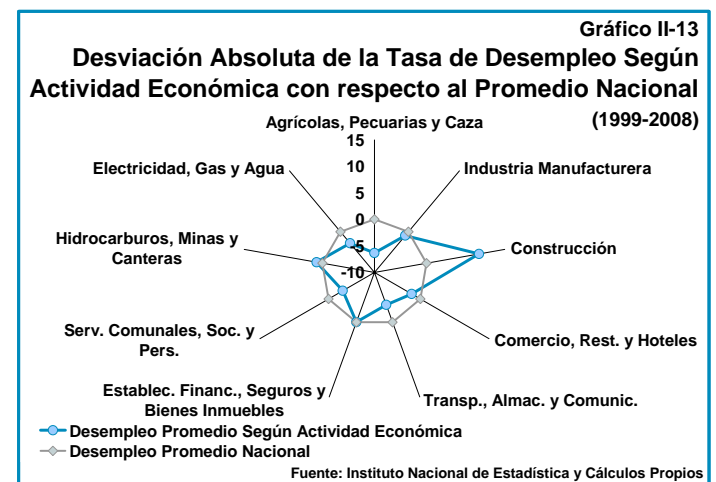 Gráfico II-13
Desviación Absoluta de la Tasa de Desempleo Según
Actividad Económica con respecto al Promedio Nacional
(1999-2008)
Agrícolas, Pecuarias y Caza
15
10
5
0
-5
-10
Industria Manufacturera
Construcción
Comercio, Rest. y Hoteles
Transp., Almac. y Comunic.
Establec. Financ., Seguros y
Bienes Inmuebles
Serv. Comunales, Soc. y
Pers.
Hidrocarburos, Minas y
Canteras
Electricidad, Gas y Agua
Desempleo Promedio Según Actividad Económica
Desempleo Promedio Nacional
Fuente: Instituto Nacional de Estadística y Cálculos Propios